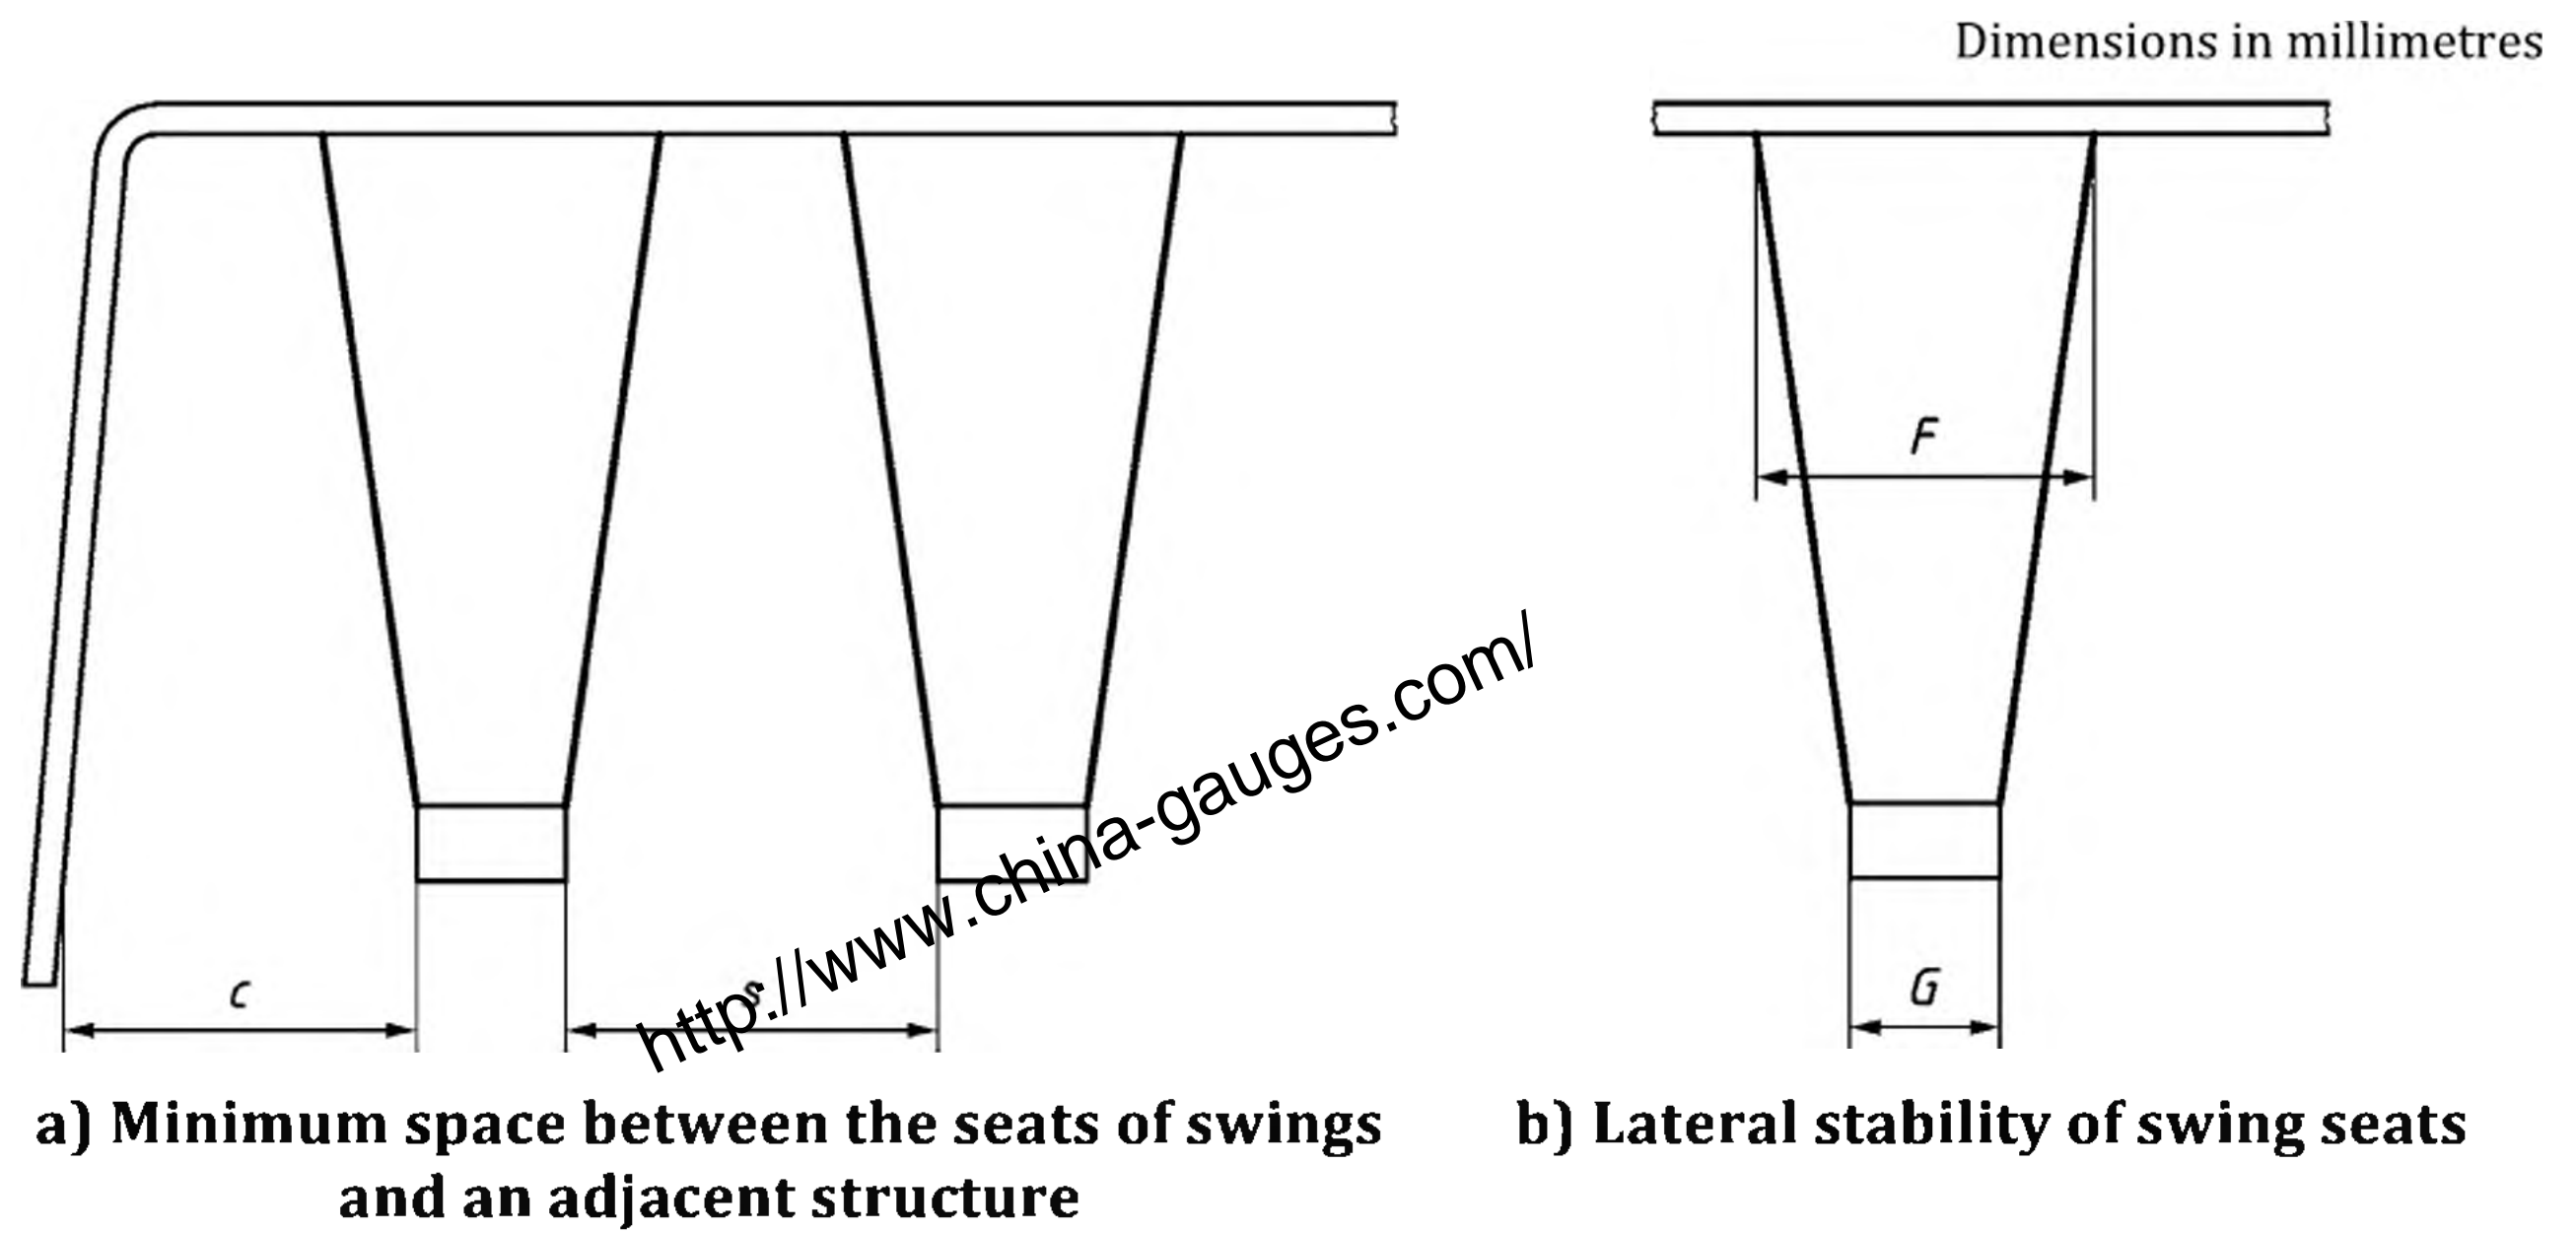 Dimensions in millimetres
F
http://www.china-gauges.com/
c
s
G
a) Minimum space between the seats of swings
and an adjacent structure
b) Lateral stability of swing seats